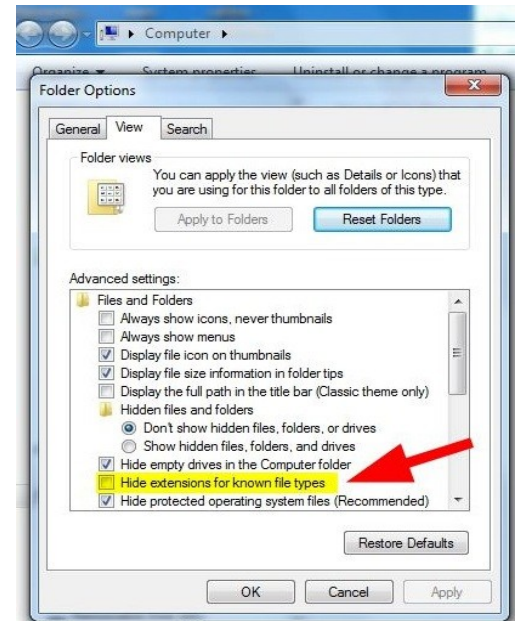 Computer
Organize System properties Uninstall or change a program
Folder Options
General View Search
Folder views
You can apply the view (such as Details or Icons) that
you are using for this folder to all folders of this type.
Apply to Folders Reset Folders
Advanced settings:
Files and Folders
Always show icons, never thumbnails
Always show menus
Display file icon on thumbnails
Display file size information in folder tips
Display the full path in the title bar (Classic theme only)
Hidden files and folders
Don't show hidden files, folders, or drives
Show hidden files, folders, and drives
Hide empty drives in the Computer folder
Hide extensions for known file types
Hide protected operating system files (Recommended)
Restore Defaults
OK Cancel Apply